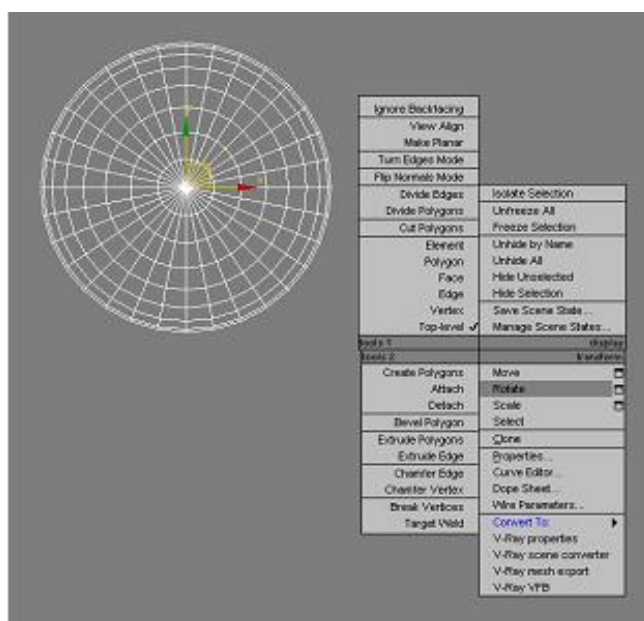 Ignore Backfacing
View Align
Make Planar
Turn Edges Mode
Flip Normals Mode
Divide Edges
Divide Polygons
Cut Polygons
Element
Polygon
Face
Edge
Vertex
Top-level
Isolate Selection
Unfreeze All
Freeze Selection
Unhide by Name
Unhide All
Hide Unselected
Hide Selection
Save Scene State...
Manage Scene States...
tools 1
display
tools 2
transform
Create Polygons
Attach
Detach
Bevel Polygon
Extrude Polygons
Extrude Edge
Chamfer Edge
Chamfer Vertex
Break Vertices
Target Weld
Move
Rotate
Scale
Select
Clone
Properties...
Curve Editor...
Dope Sheet...
Wire Parameters...
Convert To:
V-Ray properties
V-Ray scene converter
V-Ray mesh export
V-Ray VFB